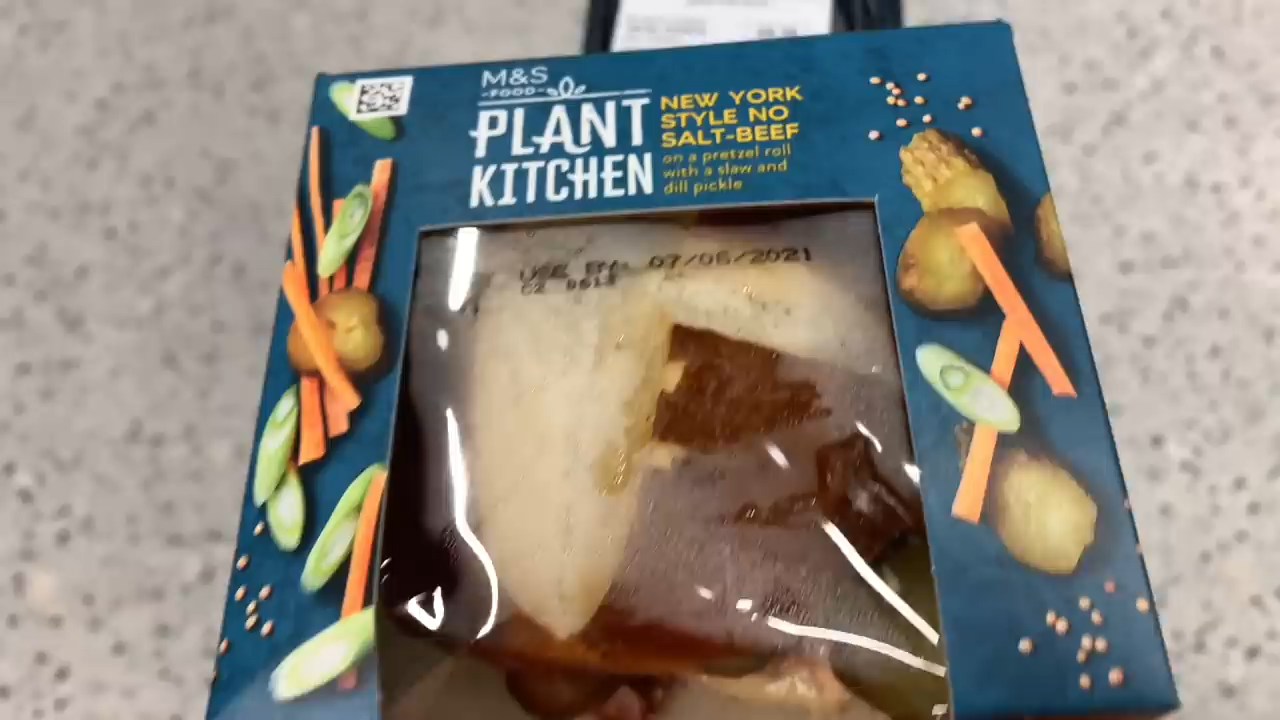 M&S
-FOOD-
PLANT
KITCHEN
NEW YORK
STYLE NO
SALT-BEEF
on a pretzel roll
with a slaw and
dill pickle
USE BY: 07/06/2021